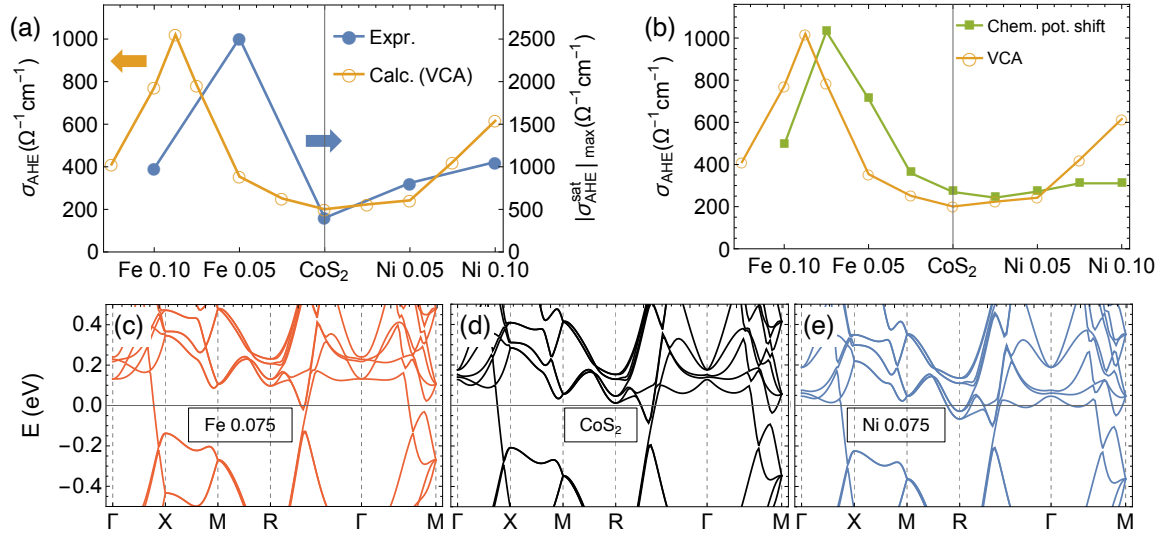 (a)
Expr.
Calc. (VCA)
σAHE(Ω⁻¹cm⁻¹)
1000
800
600
400
200
0
2500
2000
1500
1000
500
0
|σ^sat_AHE|max(Ω⁻¹cm⁻¹)
Fe 0.10 Fe 0.05 CoS₂ Ni 0.05 Ni 0.10
(b)
Chem. pot. shift
VCA
σAHE(Ω⁻¹cm⁻¹)
1000
800
600
400
200
0
Fe 0.10 Fe 0.05 CoS₂ Ni 0.05 Ni 0.10
(c)
E (eV)
0.4
0.2
0.0
−0.2
−0.4
Fe 0.075
Γ X M R Γ M
(d)
CoS₂
Γ X M R Γ M
(e)
Ni 0.075
Γ X M R Γ M